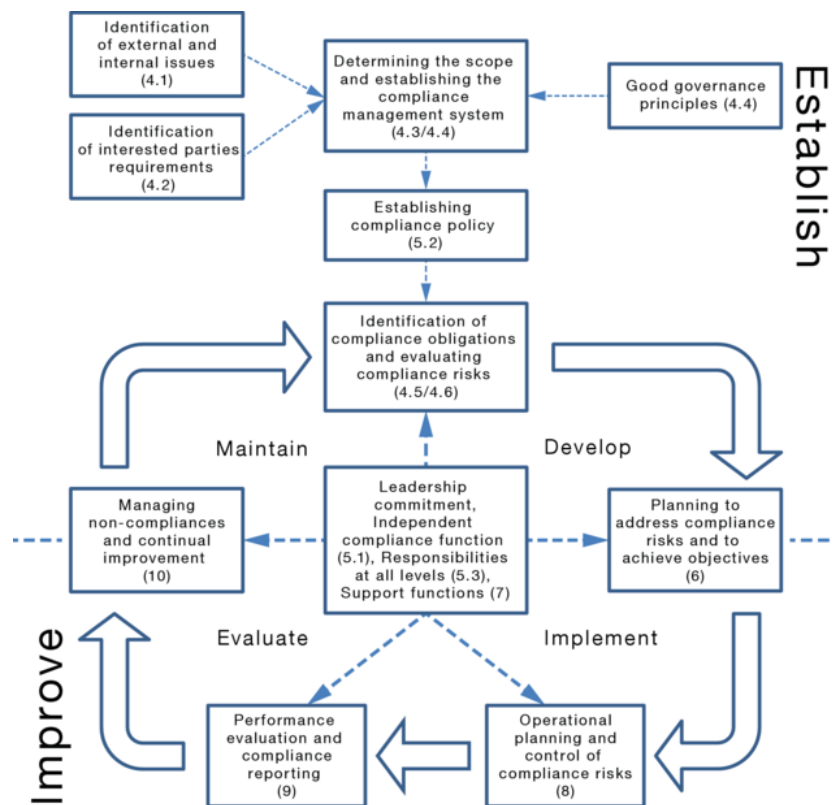 Identification
of external and
internal issues
(4.1)
Determining the scope
and establishing the
compliance
management system
(4.3/4.4)
Good governance
principles (4.4)
Establish
Identification
of interested parties
requirements
(4.2)
Establishing
compliance policy
(5.2)
Identification of
compliance obligations
and evaluating
compliance risks
(4.5/4.6)
Maintain
Develop
Managing
non-compliances
and continual
improvement
(10)
Leadership
commitment,
Independent
compliance function
(5.1), Responsibilities
at all levels (5.3),
Support functions (7)
Planning to
address compliance
risks and to
achieve objectives
(6)
Evaluate
Implement
Improve
Performance
evaluation and
compliance
reporting
(9)
Operational
planning and
control of
compliance risks
(8)